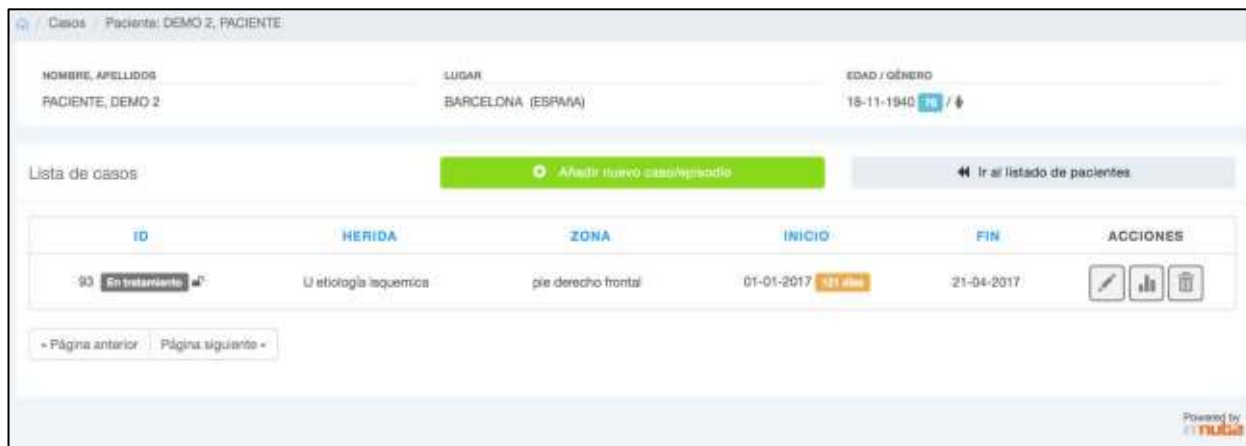 Casos / Paciente: DEMO 2, PACIENTE
NOMBRE, APELLIDOS
LUGAR
EDAD / GÉNERO
PACIENTE, DEMO 2
BARCELONA (ESPAÑA)
18-11-1940 76 /
Lista de casos
Añadir nuevo caso/episodio
Ir al listado de pacientes
ID HERIDA ZONA INICIO FIN ACCIONES
93 En tratamiento U etiología isquemica pie derecho frontal 01-01-2017 121 días 21-04-2017
« Página anterior Página siguiente »
Powered by
nuba